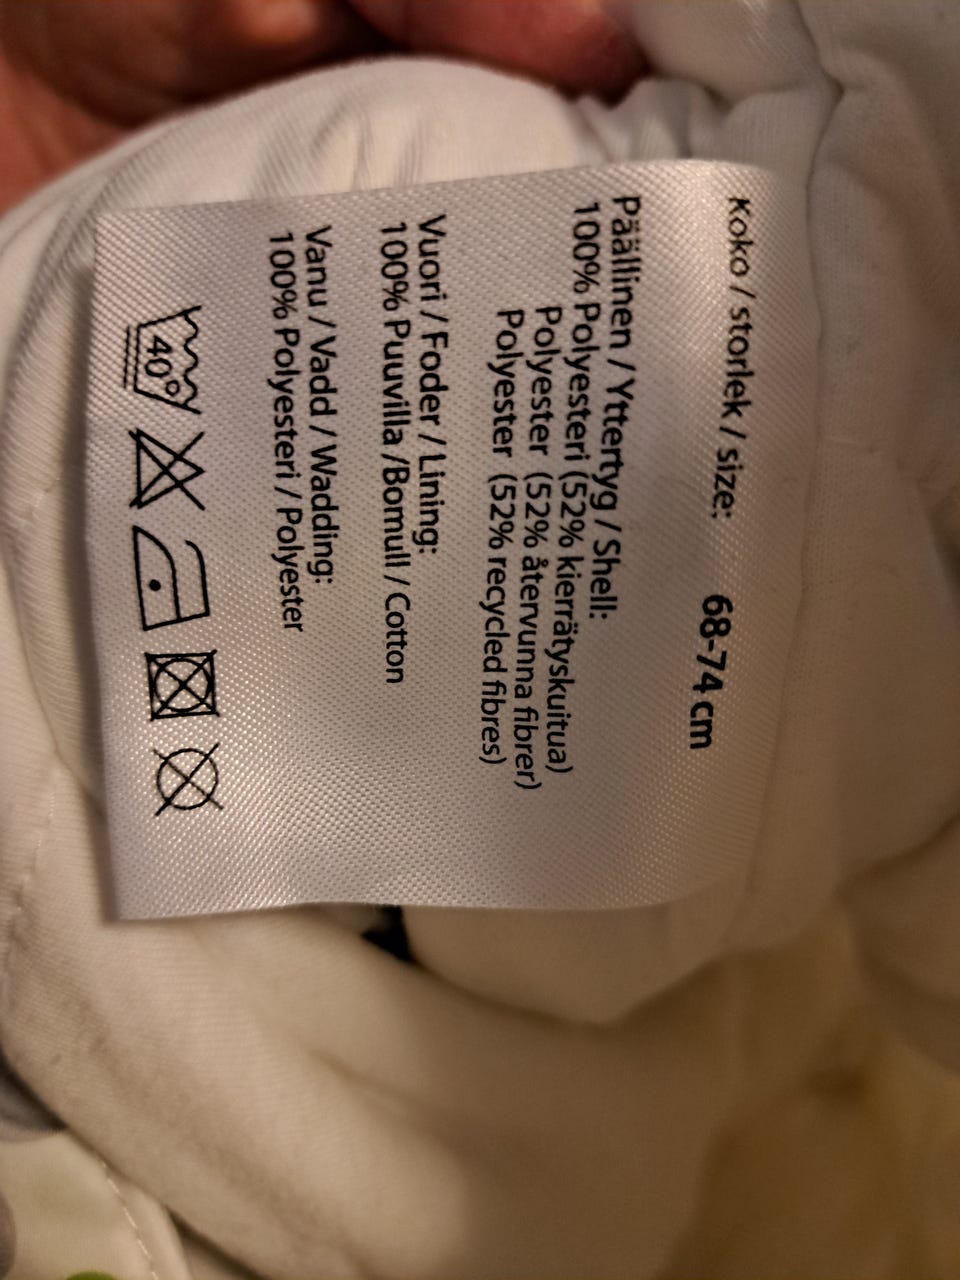 Koko / storlek / size: 68-74 cm
Päällinen / Yttertyg / Shell:
100% Polyesteri (52% kierrätyskuitua)
Polyester (52% återvunna fibrer)
Polyester (52% recycled fibres)
Vuori / Foder / Lining:
100% Puuvilla /Bomull / Cotton
Vanu / Vadd / Wadding:
100% Polyesteri / Polyester
40°